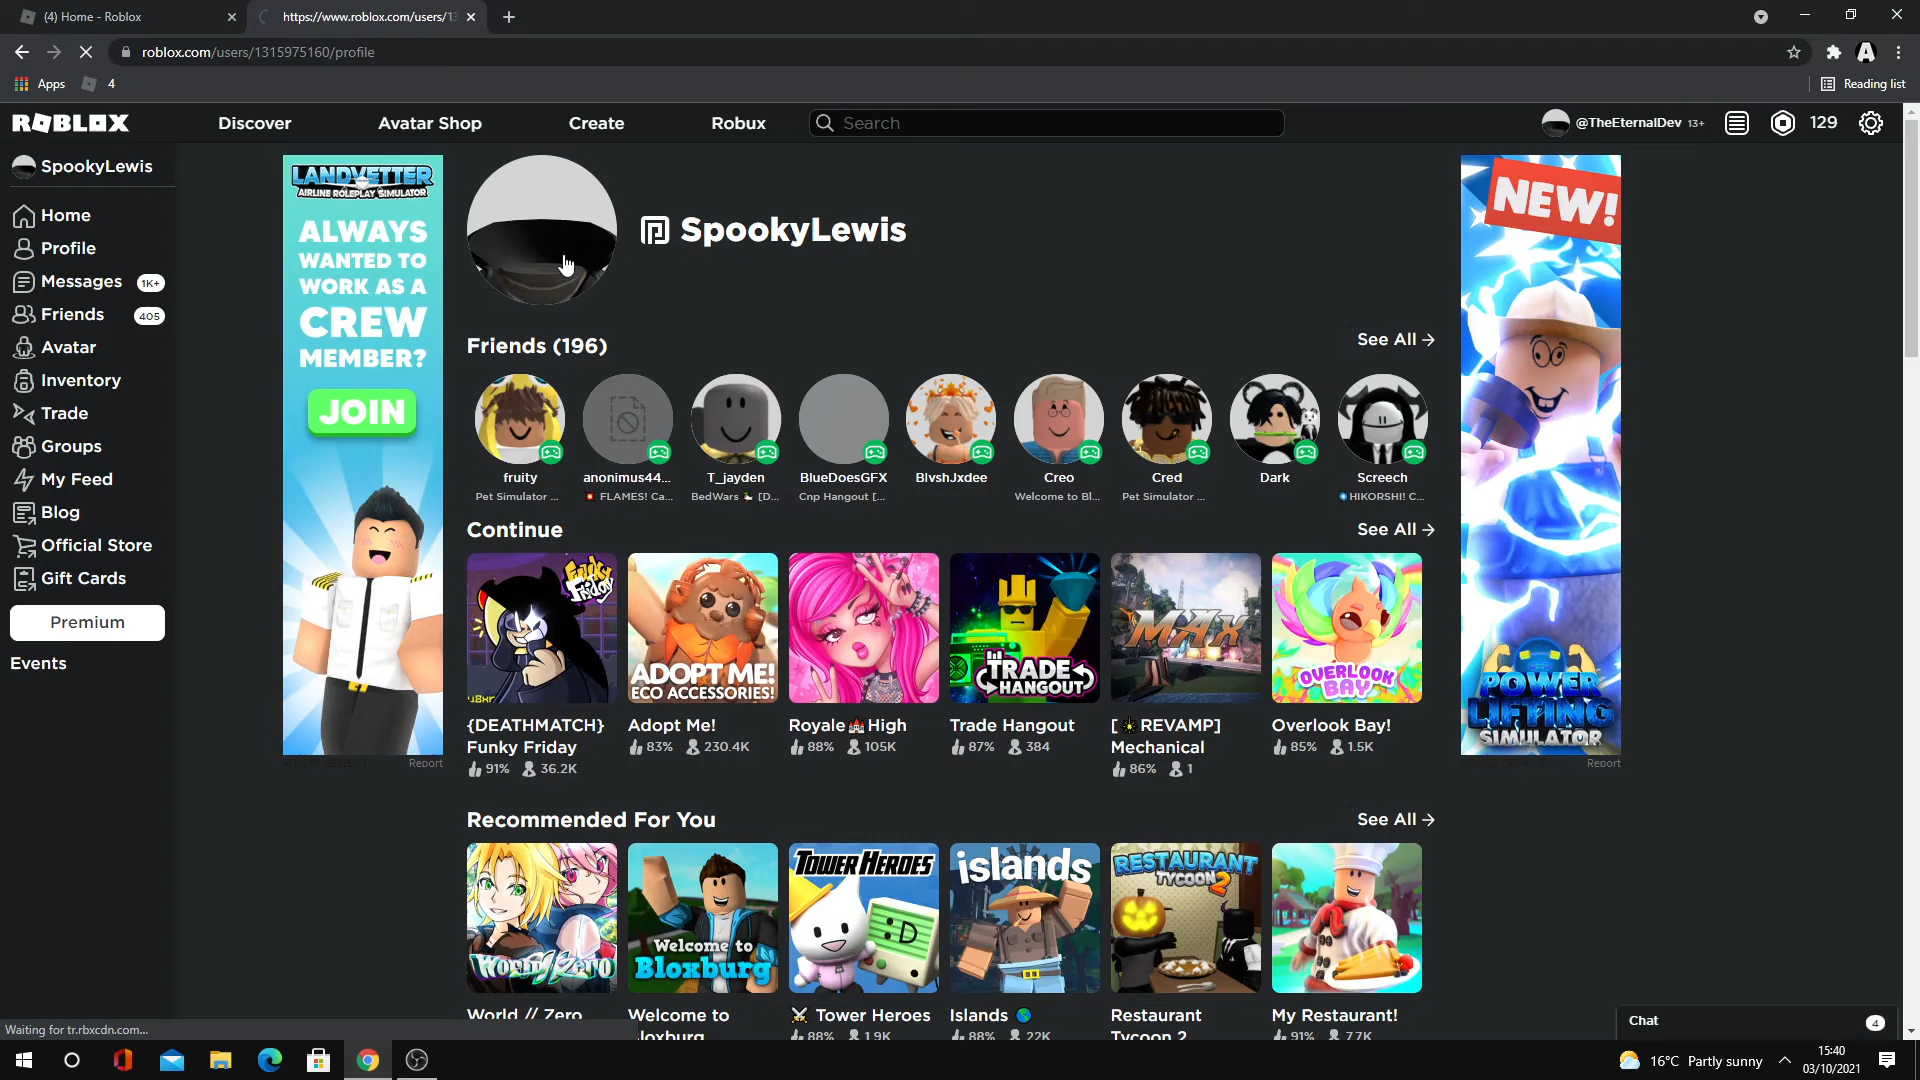 (4) Home - Roblox
https://www.roblox.com/users/13
roblox.com/users/1315975160/profile
Apps
4
Reading list
ROBLOX
Discover
Avatar Shop
Create
Robux
Search
@TheEternalDev 13+
129
SpookyLewis
Home
Profile
Messages 1K+
Friends 405
Avatar
Inventory
Trade
Groups
My Feed
Blog
Official Store
Gift Cards
Premium
Events
LANDVETTER
AIRLINE ROLEPLAY SIMULATOR
ALWAYS
WANTED TO
WORK AS A
CREW
MEMBER?
JOIN
Report
SpookyLewis
Friends (196)
See All →
fruity
Pet Simulator ...
anonimus44...
FLAMES! Ca...
T_jayden
BedWars 🦆 [D...
BlueDoesGFX
Cnp Hangout [...
BlvshJxdee
Creo
Welcome to Bl...
Cred
Pet Simulator ...
Dark
Screech
HIKORSHI! C...
Continue
See All →
Funky Friday
ADOPT ME!
ECO ACCESSORIES!
TRADE
HANGOUT
MAX
OVERLOOK
BAY
{DEATHMATCH}
Funky Friday
91% 36.2K
Adopt Me!
83% 230.4K
Royale🏰High
88% 105K
Trade Hangout
87% 384
[☀REVAMP]
Mechanical
86% 1
Overlook Bay!
85% 1.5K
Recommended For You
See All →
World//Zero
Welcome to
Bloxburg
TOWER HEROES
islands
RESTAURANT
TYCOON 2
World // Zero
Welcome to
Bloxburg
⚔ Tower Heroes
88% 1.9K
Islands 🌎
88% 22K
Restaurant
Tycoon 2
My Restaurant!
91% 7.7K
NEW!
POWER
LIFTING
SIMULATOR
Report
Chat
4
Waiting for tr.rbxcdn.com...
16°C Partly sunny
15:40
03/10/2021